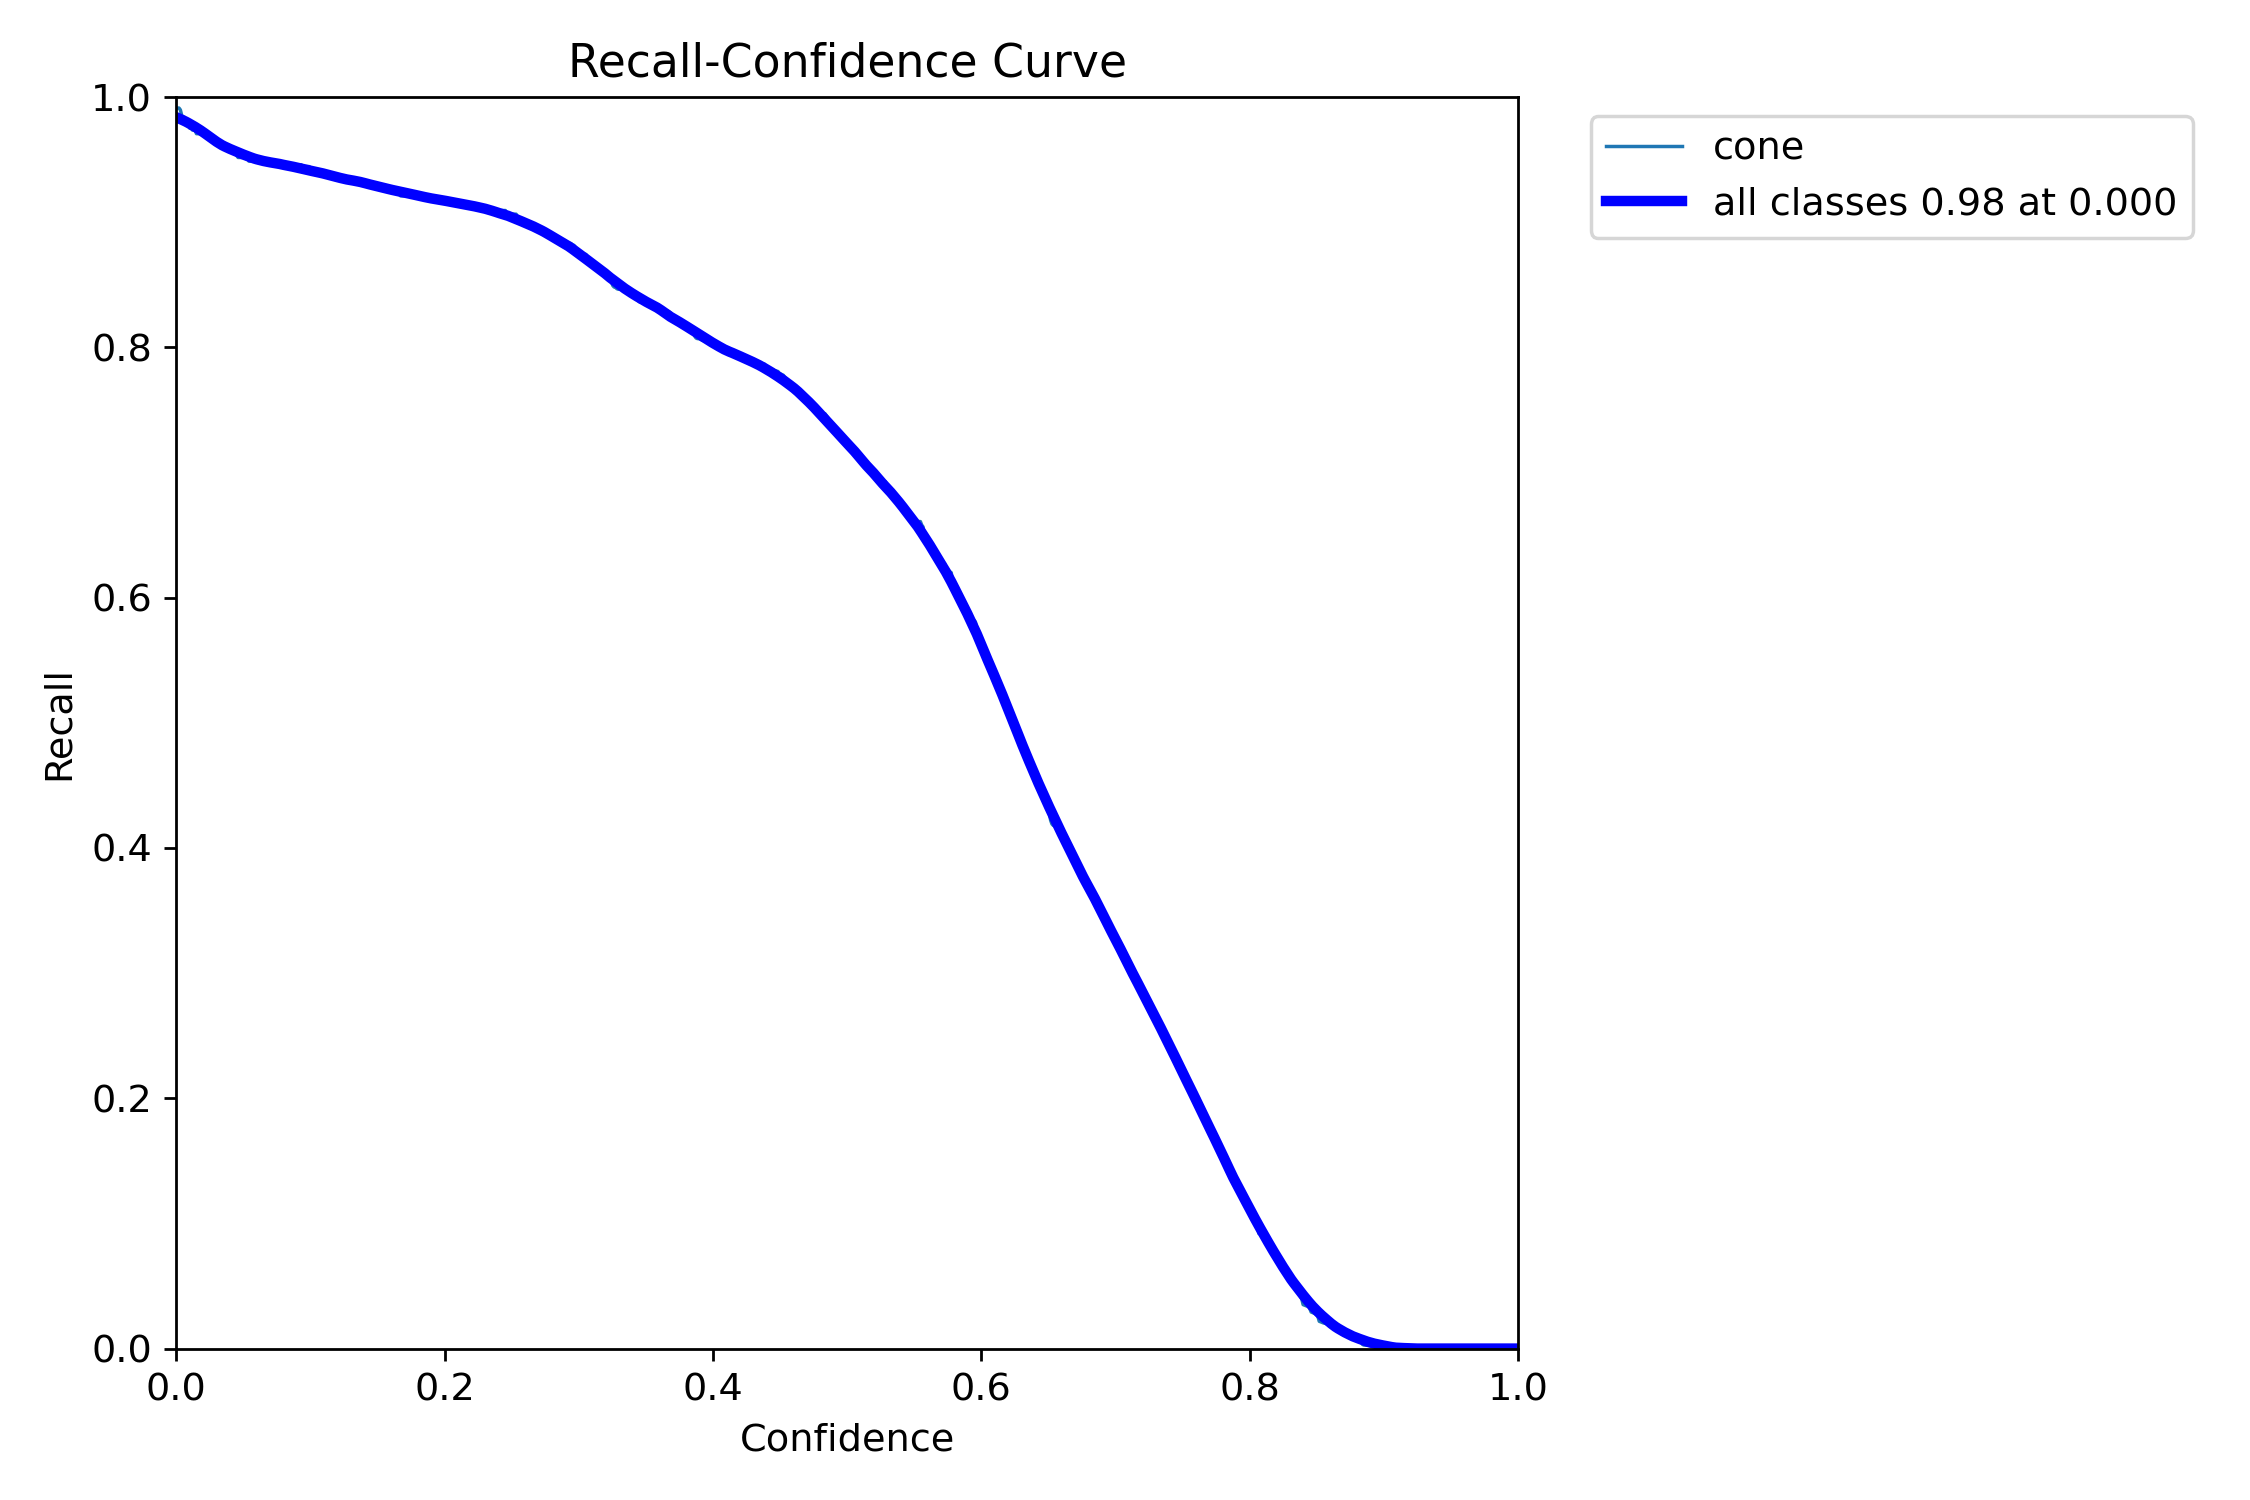 Recall-Confidence Curve
1.0
0.8
0.6
0.4
0.2
0.0
Recall
0.0 0.2 0.4 0.6 0.8 1.0
Confidence
cone
all classes 0.98 at 0.000